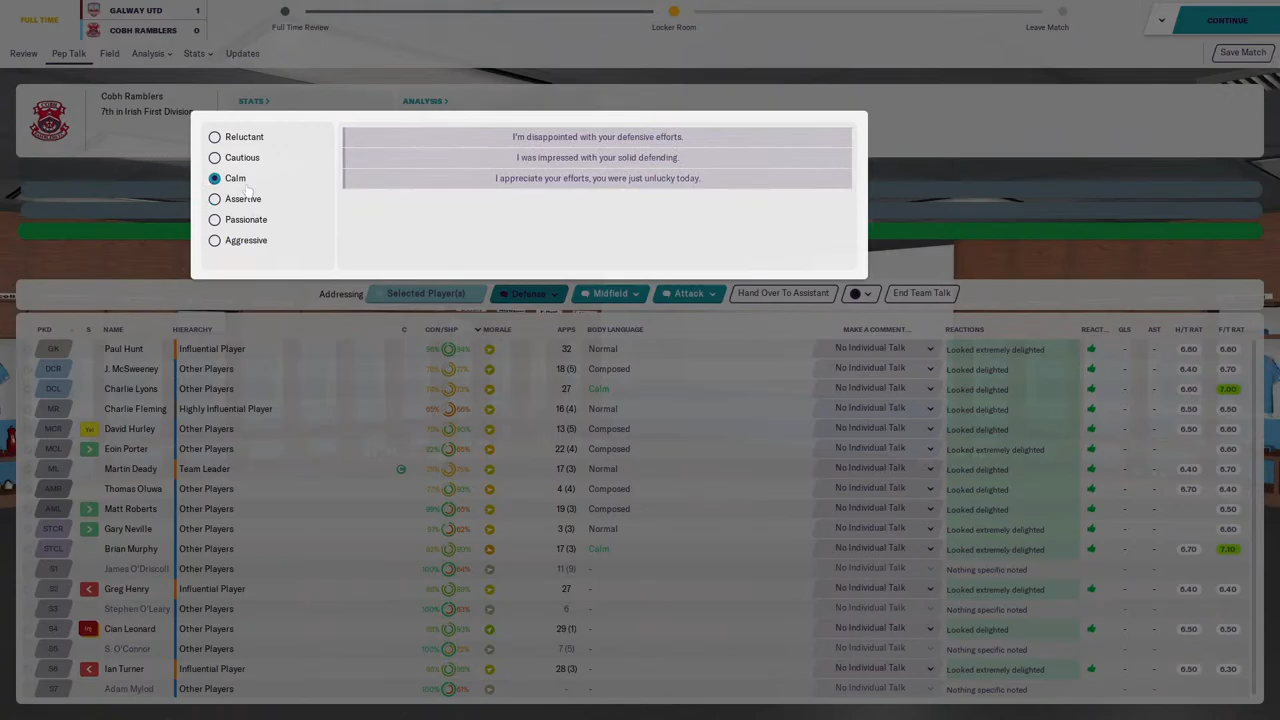 FULL TIME
GALWAY UTD 1
COBH RAMBLERS 0
Full Time Review
Locker Room
Leave Match
CONTINUE
Review Pep Talk Field Analysis Stats Updates
Save Match
Cobh Ramblers
7th in Irish First Division
STATS > ANALYSIS >
Reluctant
Cautious
Calm
Assertive
Passionate
Aggressive
I'm disappointed with your defensive efforts.
I was impressed with your solid defending.
I appreciate your efforts, you were just unlucky today.
Addressing Selected Player(s) Defense Midfield Attack Hand Over To Assistant End Team Talk
PKD S NAME HIERARCHY C CON/SHP MORALE APPS BODY LANGUAGE MAKE A COMMENT... REACTIONS REACT... GLS AST H/T RAT F/T RAT
GK Paul Hunt Influential Player 32 Normal No Individual Talk Looked extremely delighted - - 6.60 6.60
DCR J. McSweeney Other Players 18 (5) Composed No Individual Talk Looked delighted - - 6.40 6.70
DCL Charlie Lyons Other Players 27 Calm No Individual Talk Looked delighted - - 6.60 7.00
MR Charlie Fleming Highly Influential Player 16 (4) Normal No Individual Talk Looked delighted - - 6.50 6.50
MCR Yel David Hurley Other Players 13 (5) Composed No Individual Talk Looked delighted - - 6.50 6.60
MCL Eoin Porter Other Players 22 (4) Composed No Individual Talk Looked extremely delighted - - 6.60
ML Martin Deady Team Leader C 17 (3) Normal No Individual Talk Looked delighted - - 6.40 6.70
AMR Thomas Oluwa Other Players 4 (4) Composed No Individual Talk Looked delighted - - 6.70 6.40
AML Matt Roberts Other Players 19 (3) Composed No Individual Talk Looked delighted - - 6.50
STCR Gary Neville Other Players 3 (3) Normal No Individual Talk Looked extremely delighted - - 6.60
STCL Brian Murphy Other Players 17 (3) Calm No Individual Talk Looked extremely delighted - - 6.70 7.10
S1 James O'Driscoll Other Players 100% 11 (9) - No Individual Talk Nothing specific noted - - - -
S2 Greg Henry Influential Player 27 - No Individual Talk Looked extremely delighted - - 6.40 6.40
S3 Stephen O'Leary Other Players 100% 6 - No Individual Talk Nothing specific noted - - - -
S4 Inj Cian Leonard Other Players 29 (1) - No Individual Talk Looked delighted - - 6.50 6.50
S5 S. O'Connor Other Players 100% 7 (5) - No Individual Talk Nothing specific noted - - - -
S6 Ian Turner Influential Player 28 (3) - No Individual Talk Looked extremely delighted - - 6.50 6.30
S7 Adam Mylod Other Players 100% - - No Individual Talk Nothing specific noted - - - -